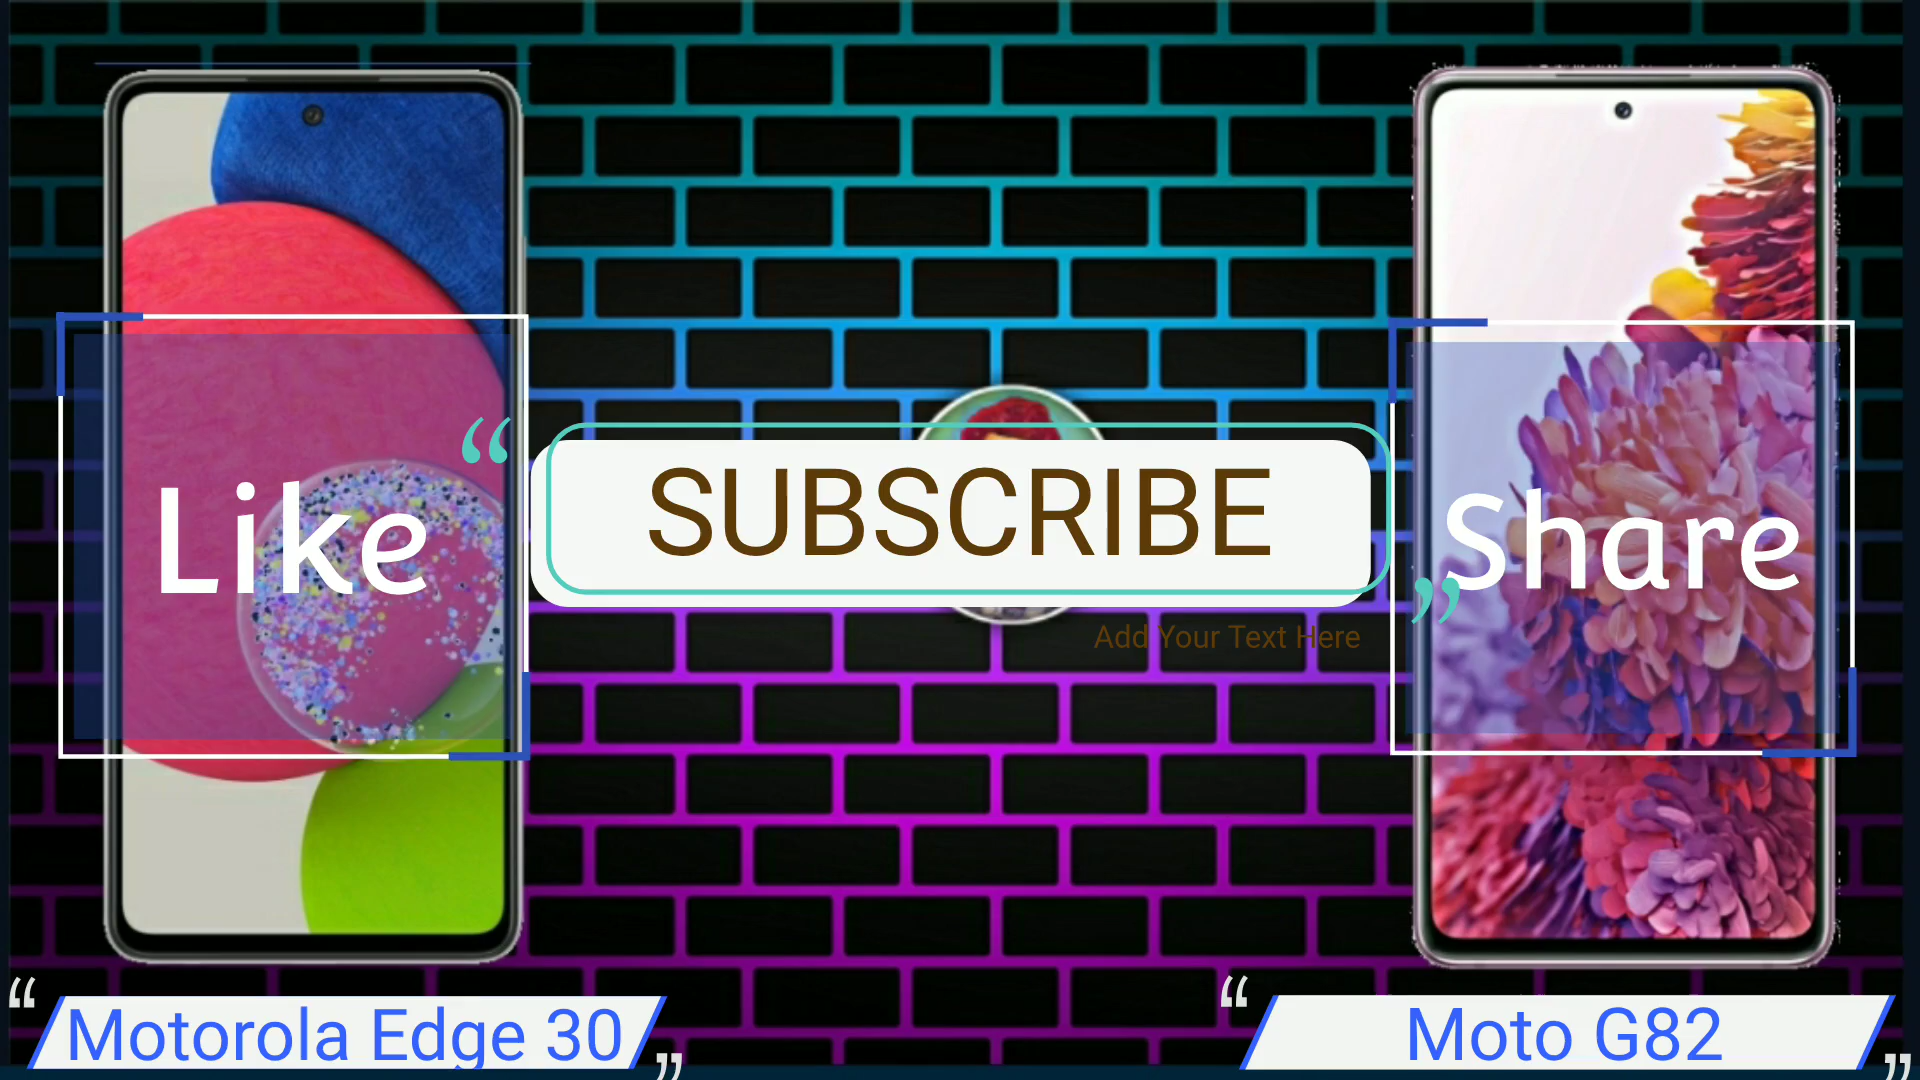 “
Like
SUBSCRIBE
Share
”
Add Your Text Here
“ Motorola Edge 30 ”
“ Moto G82 ”